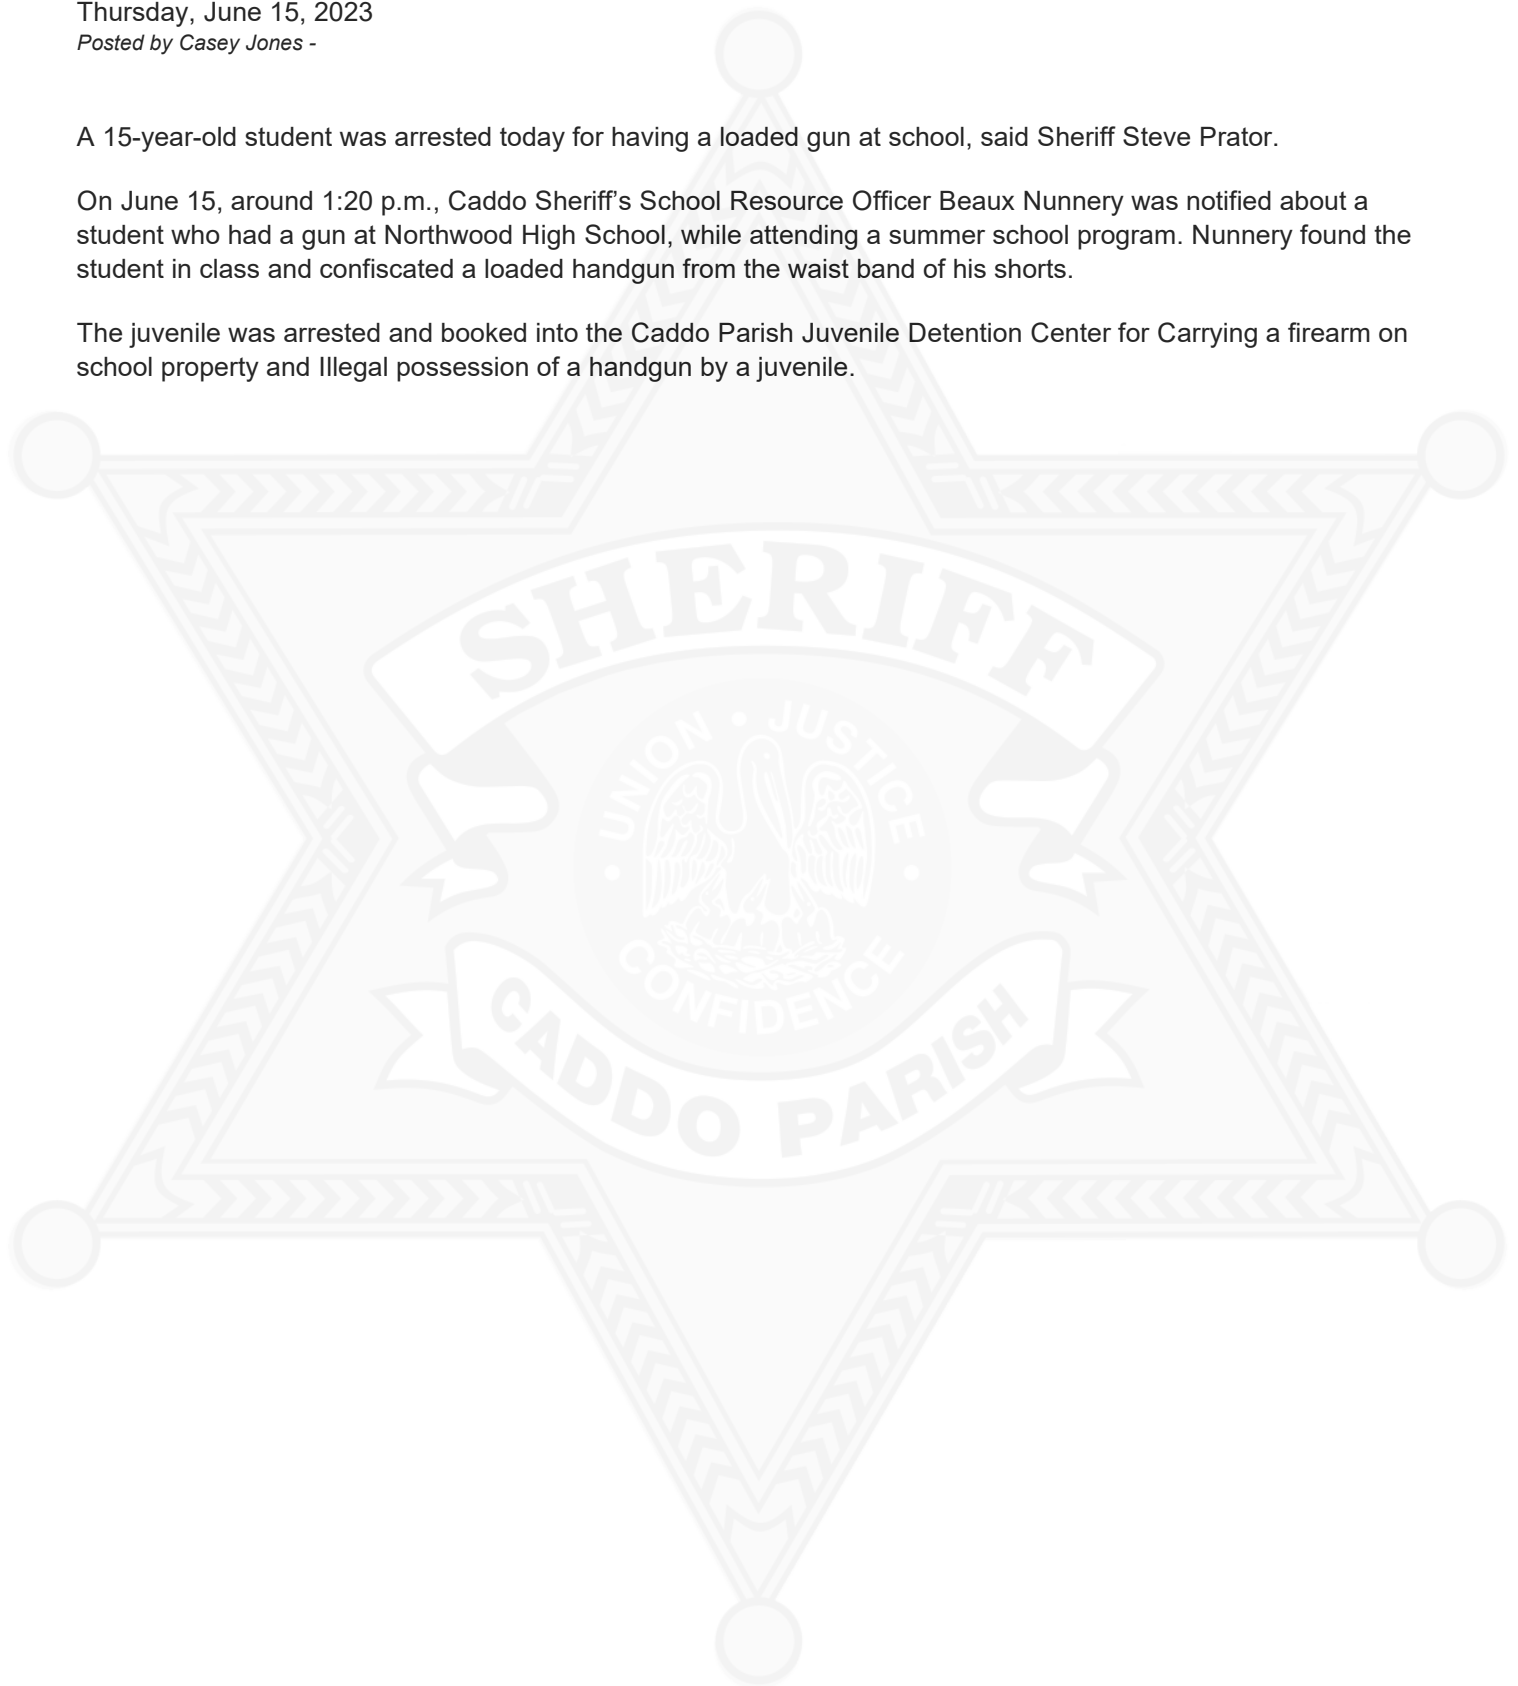 Thursday, June 15, 2023
Posted by Casey Jones -
A 15-year-old student was arrested today for having a loaded gun at school, said Sheriff Steve Prator.
On June 15, around 1:20 p.m., Caddo Sheriff’s School Resource Officer Beaux Nunnery was notified about a
student who had a gun at Northwood High School, while attending a summer school program. Nunnery found the
student in class and confiscated a loaded handgun from the waist band of his shorts.
The juvenile was arrested and booked into the Caddo Parish Juvenile Detention Center for Carrying a firearm on
school property and Illegal possession of a handgun by a juvenile.
SHERIFF
UNION • JUSTICE
• CONFIDENCE •
CADDO PARISH